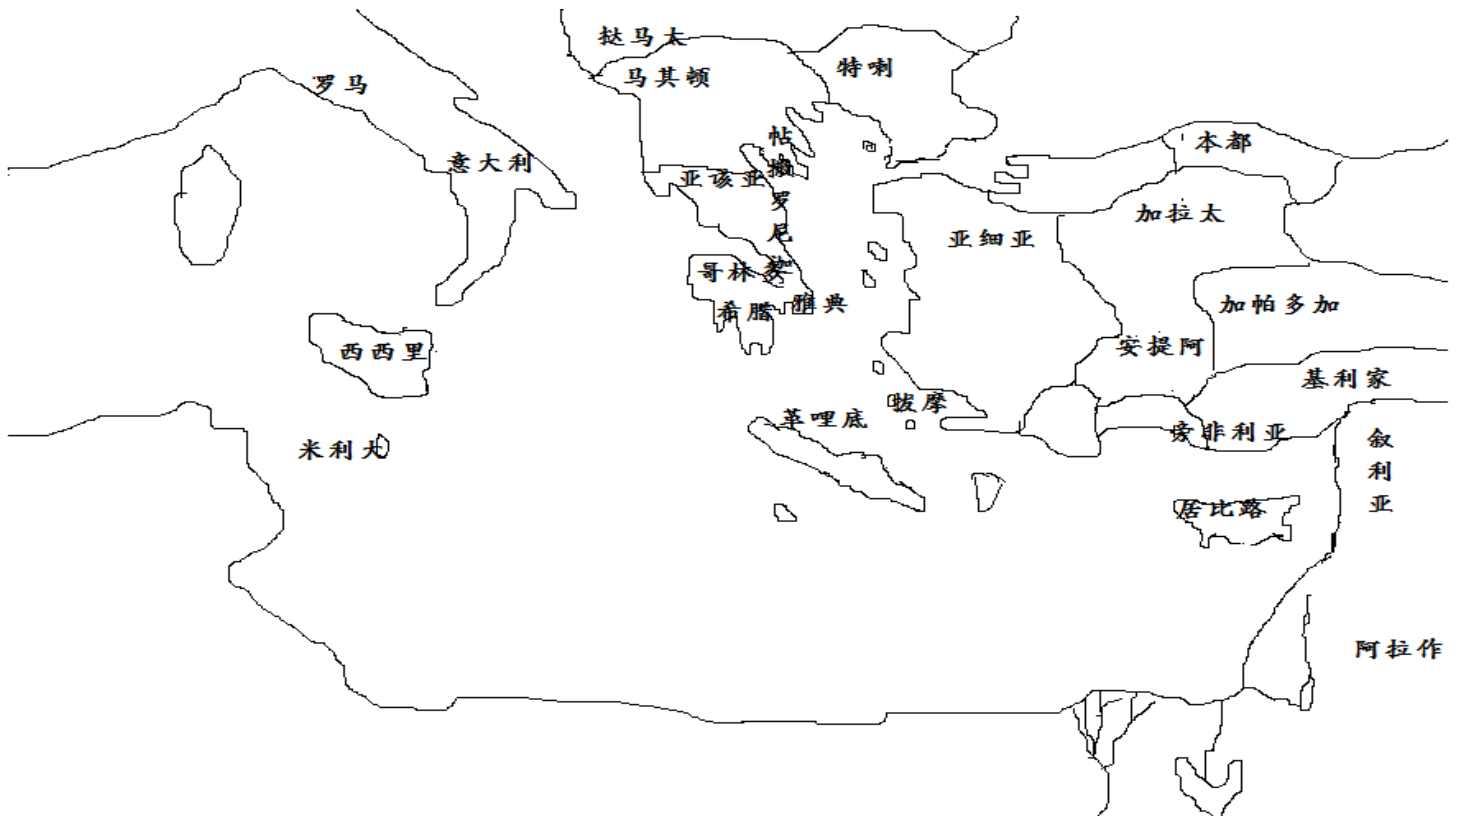 挞马太
马其顿
特喇
罗马
意大利
帖撒罗尼迦
亚该亚
本都
加拉太
亚细亚
哥林多
希腊
雅典
加帕多加
西西里
安提阿
基利家
拔摩
革哩底
旁非利亚
米利大
叙利亚
居比路
阿拉作